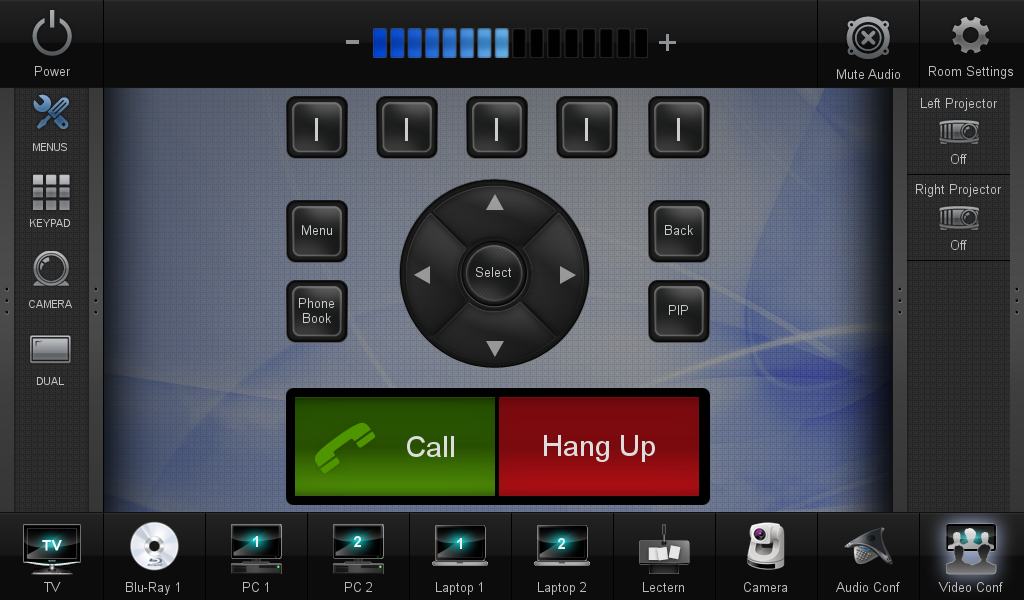 - +
Power
Mute Audio
Room Settings
MENUS
KEYPAD
CAMERA
DUAL
I I I I I
Menu
Back
Select
Phone
Book
PIP
Call
Hang Up
Left Projector
Off
Right Projector
Off
TV
TV
Blu-Ray 1
1
PC 1
2
PC 2
1
Laptop 1
2
Laptop 2
Lectern
Camera
Audio Conf
Video Conf